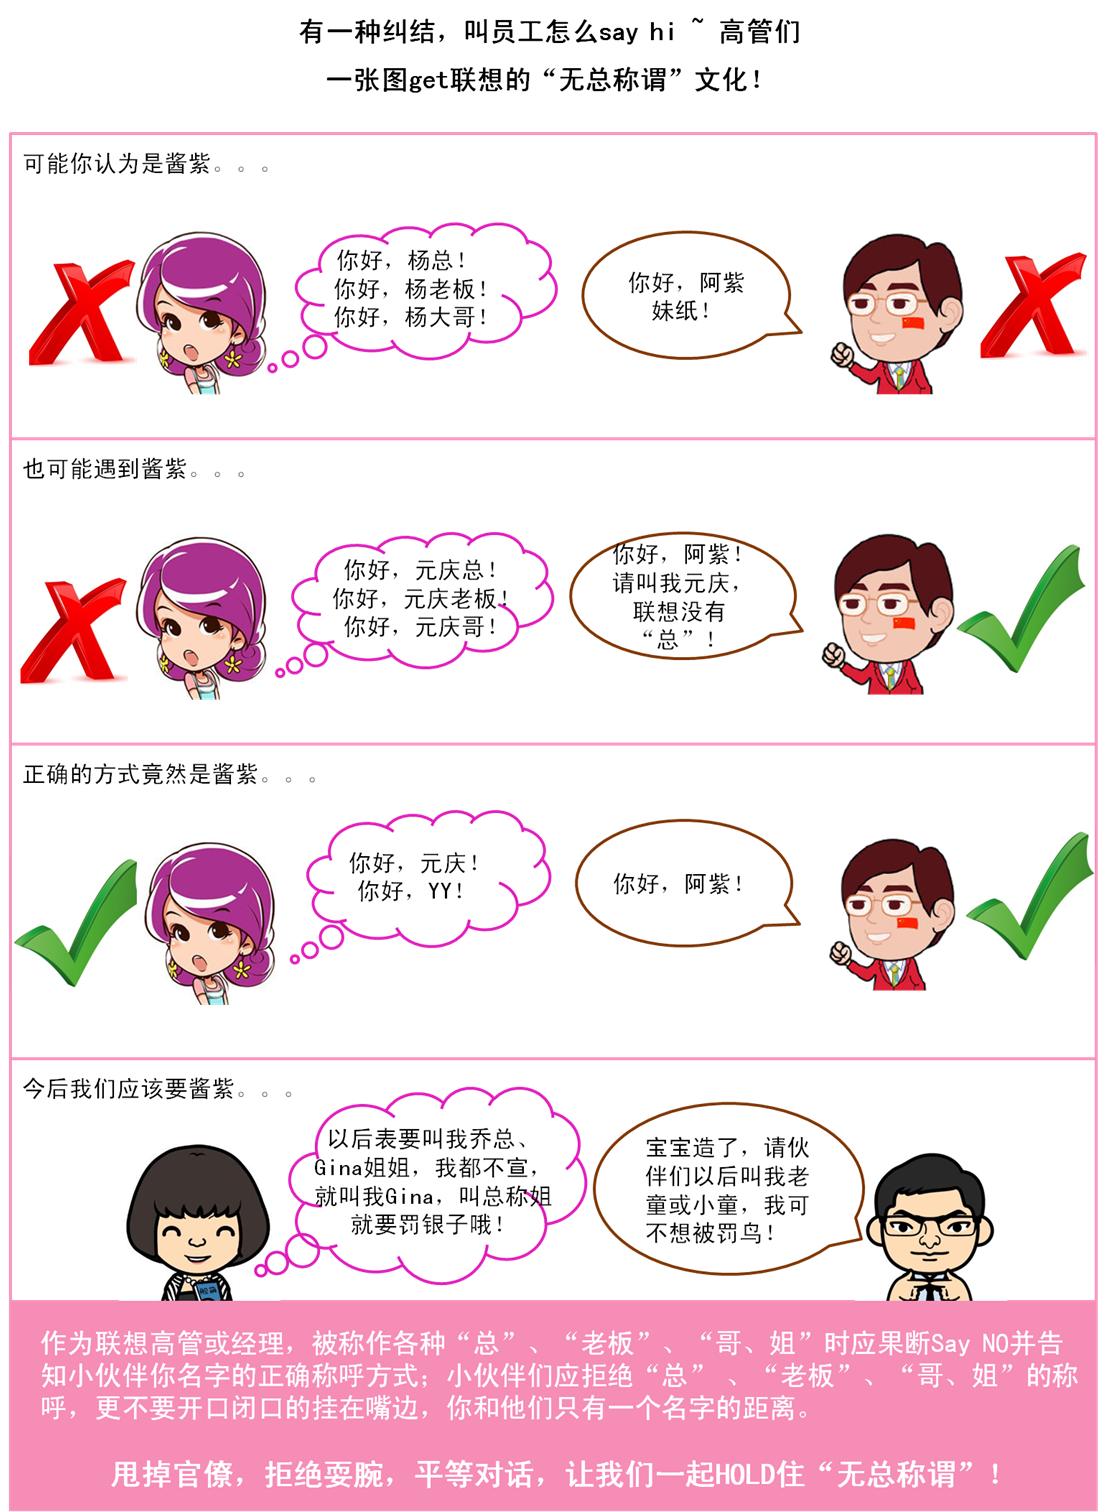 有一种纠结，叫员工怎么say hi ~ 高管们
一张图get联想的“无总称谓”文化！
可能你认为是酱紫。。。
你好，杨总！
你好，杨老板！
你好，杨大哥！
你好，阿紫
妹纸！
也可能遇到酱紫。。。
你好，元庆总！
你好，元庆老板！
你好，元庆哥！
你好，阿紫！
请叫我元庆，
联想没有
“总”！
正确的方式竟然是酱紫。。。
你好，元庆！
你好，YY！
你好，阿紫！
今后我们应该要酱紫。。。
以后表要叫我乔总、
Gina姐姐，我都不宣，
就叫我Gina，叫总称姐
就要罚银子哦！
宝宝造了，请伙
伴们以后叫我老
童或小童，我可
不想被罚鸟！
作为联想高管或经理，被称作各种“总”、“老板”、“哥、姐”时应果断Say NO并告
知小伙伴你名字的正确称呼方式；小伙伴们应拒绝“总”、“老板”、“哥、姐”的称
呼，更不要开口闭口的挂在嘴边，你和他们只有一个名字的距离。
甩掉官僚，拒绝耍腕，平等对话，让我们一起HOLD住“无总称谓”！